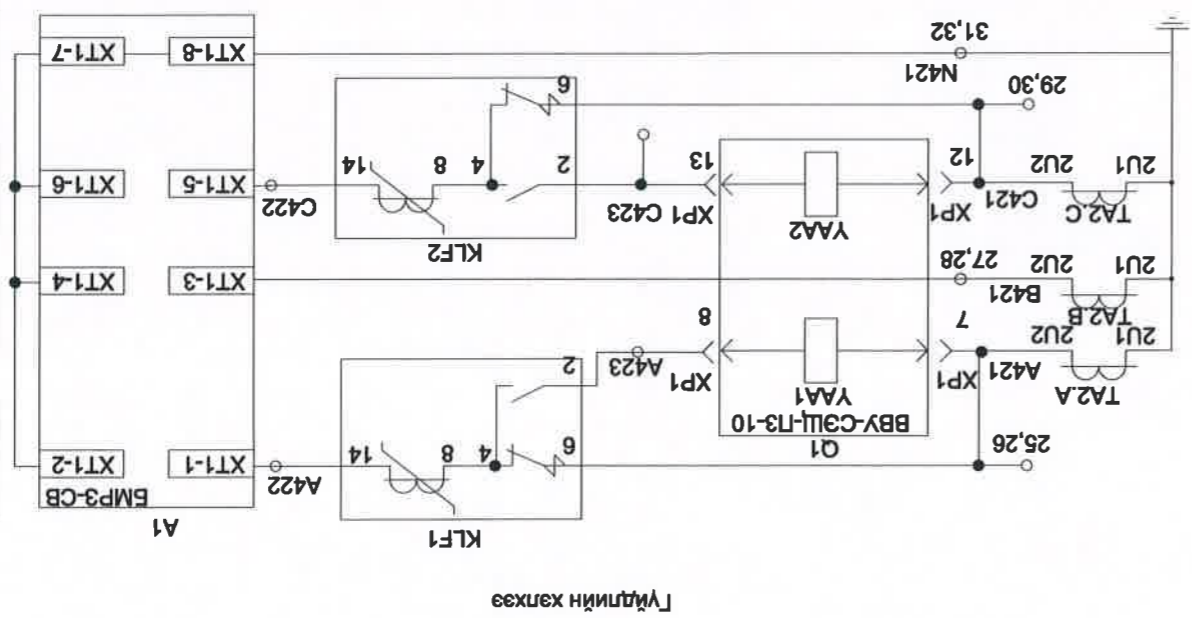 Гүйдлийн хэлхээ
KLF1
A1
БМРЗ-СВ
25,26
6
4
8
14
A422
XT1-1
XT1-2
Q1
ВВУ-СЭЩ-ПЗ-10
TA2.A
YAA1
2U1
2U2
A421
XP1
7
XP1
8
A423
2
TA2.B
2U1
2U2
B421
27,28
XT1-3
XT1-4
KLF2
TA2.C
YAA2
2U1
2U2
C421
XP1
12
XP1
13
C423
2
4
8
14
C422
XT1-5
XT1-6
29,30
6
N421
31,32
XT1-8
XT1-7